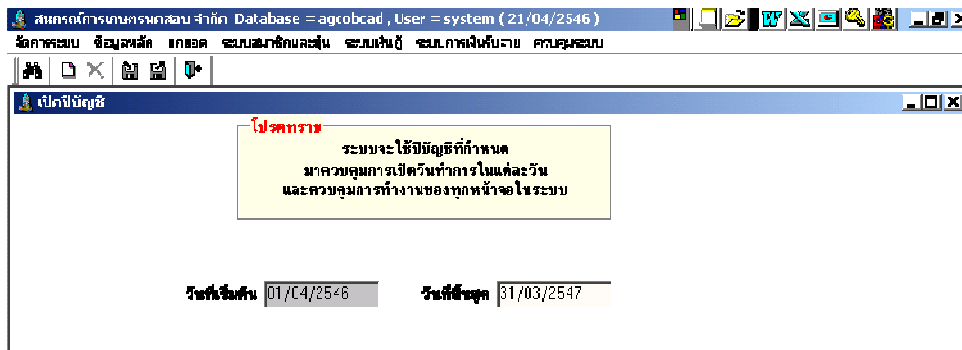 สหกรณ์การเกษตรทดสอบ จำกัด Database = agcobcad , User = system ( 21/04/2546 )
จัดการระบบ ข้อมูลหลัก ยกยอด ระบบสมาชิกและหุ้น ระบบเงินกู้ ระบบการเงินรับจ่าย ควบคุมระบบ
เปิดปีบัญชี
โปรดทราบ
ระบบจะใช้ปีบัญชีที่กำหนด
มาควบคุมการเปิดวันทำการในแต่ละวัน
และควบคุมการทำงานของทุกหน้าจอในระบบ
วันที่เริ่มต้น 01/04/2546 วันที่สิ้นสุด 31/03/2547